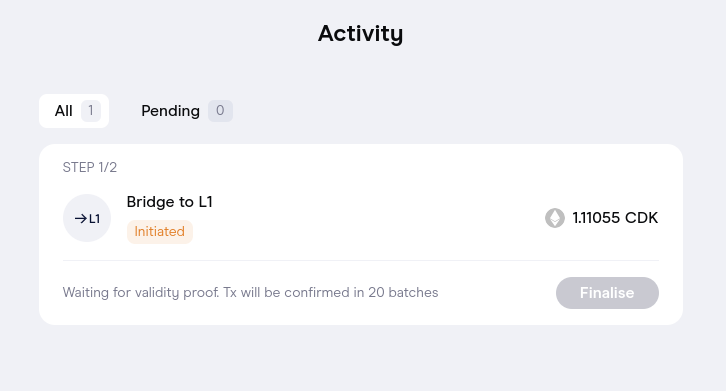 Activity
All 1 Pending 0
STEP 1/2
→L1
Bridge to L1
Initiated
1.11055 CDK
Waiting for validity proof. Tx will be confirmed in 20 batches
Finalise